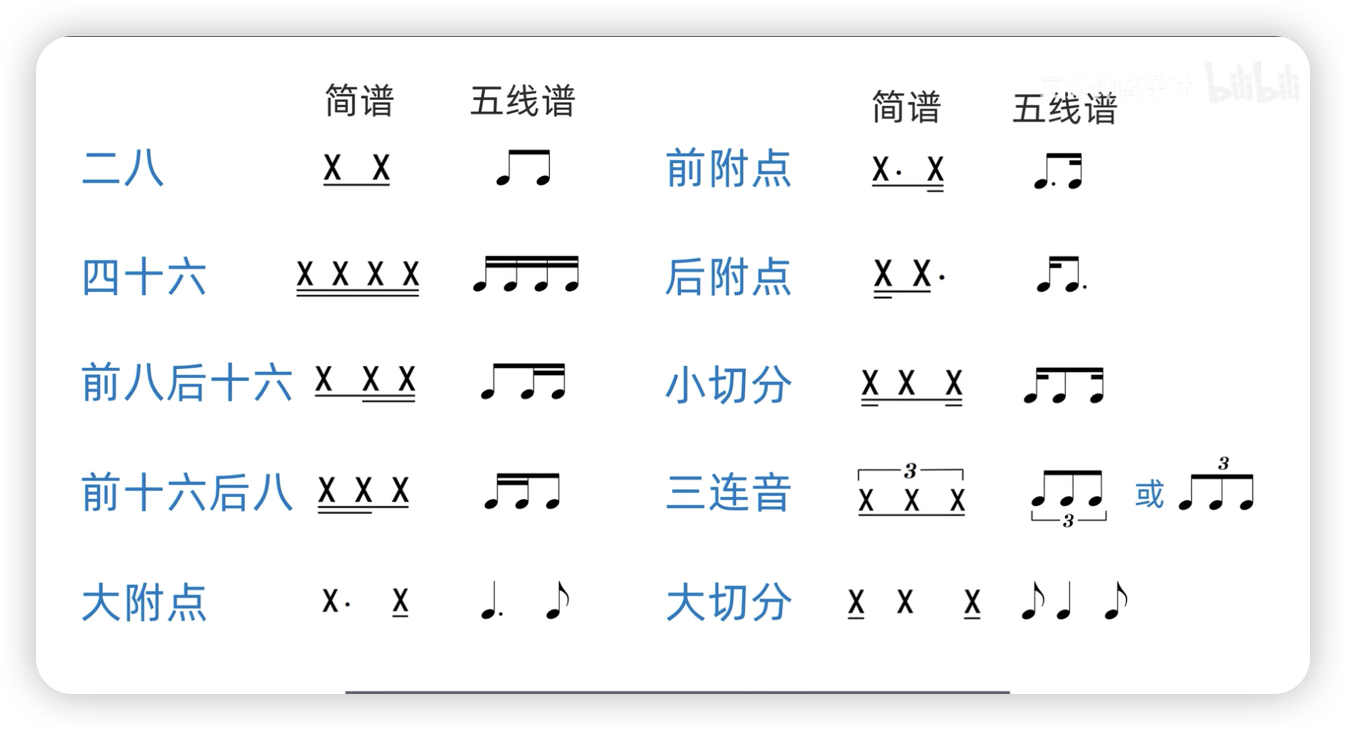 简谱 五线谱 简谱 五线谱
bilibili
二八 X X 前附点 X· X
四十六 X X X X 后附点 X X·
前八后十六 X X X 小切分 X X X
前十六后八 X X X 三连音 3 X X X 3 或 3
大附点 X· X 大切分 X X X